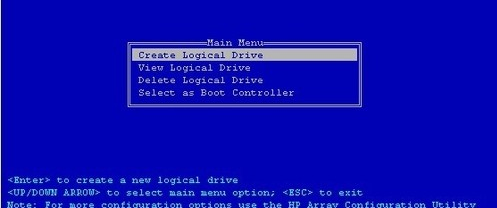 Main Menu
Create Logical Drive
View Logical Drive
Delete Logical Drive
Select as Boot Controller
<Enter> to create a new logical drive
<UP/DOWN ARROW> to select main menu option; <ESC> to exit
Note: For more configuration options use the HP Array Configuration Utility